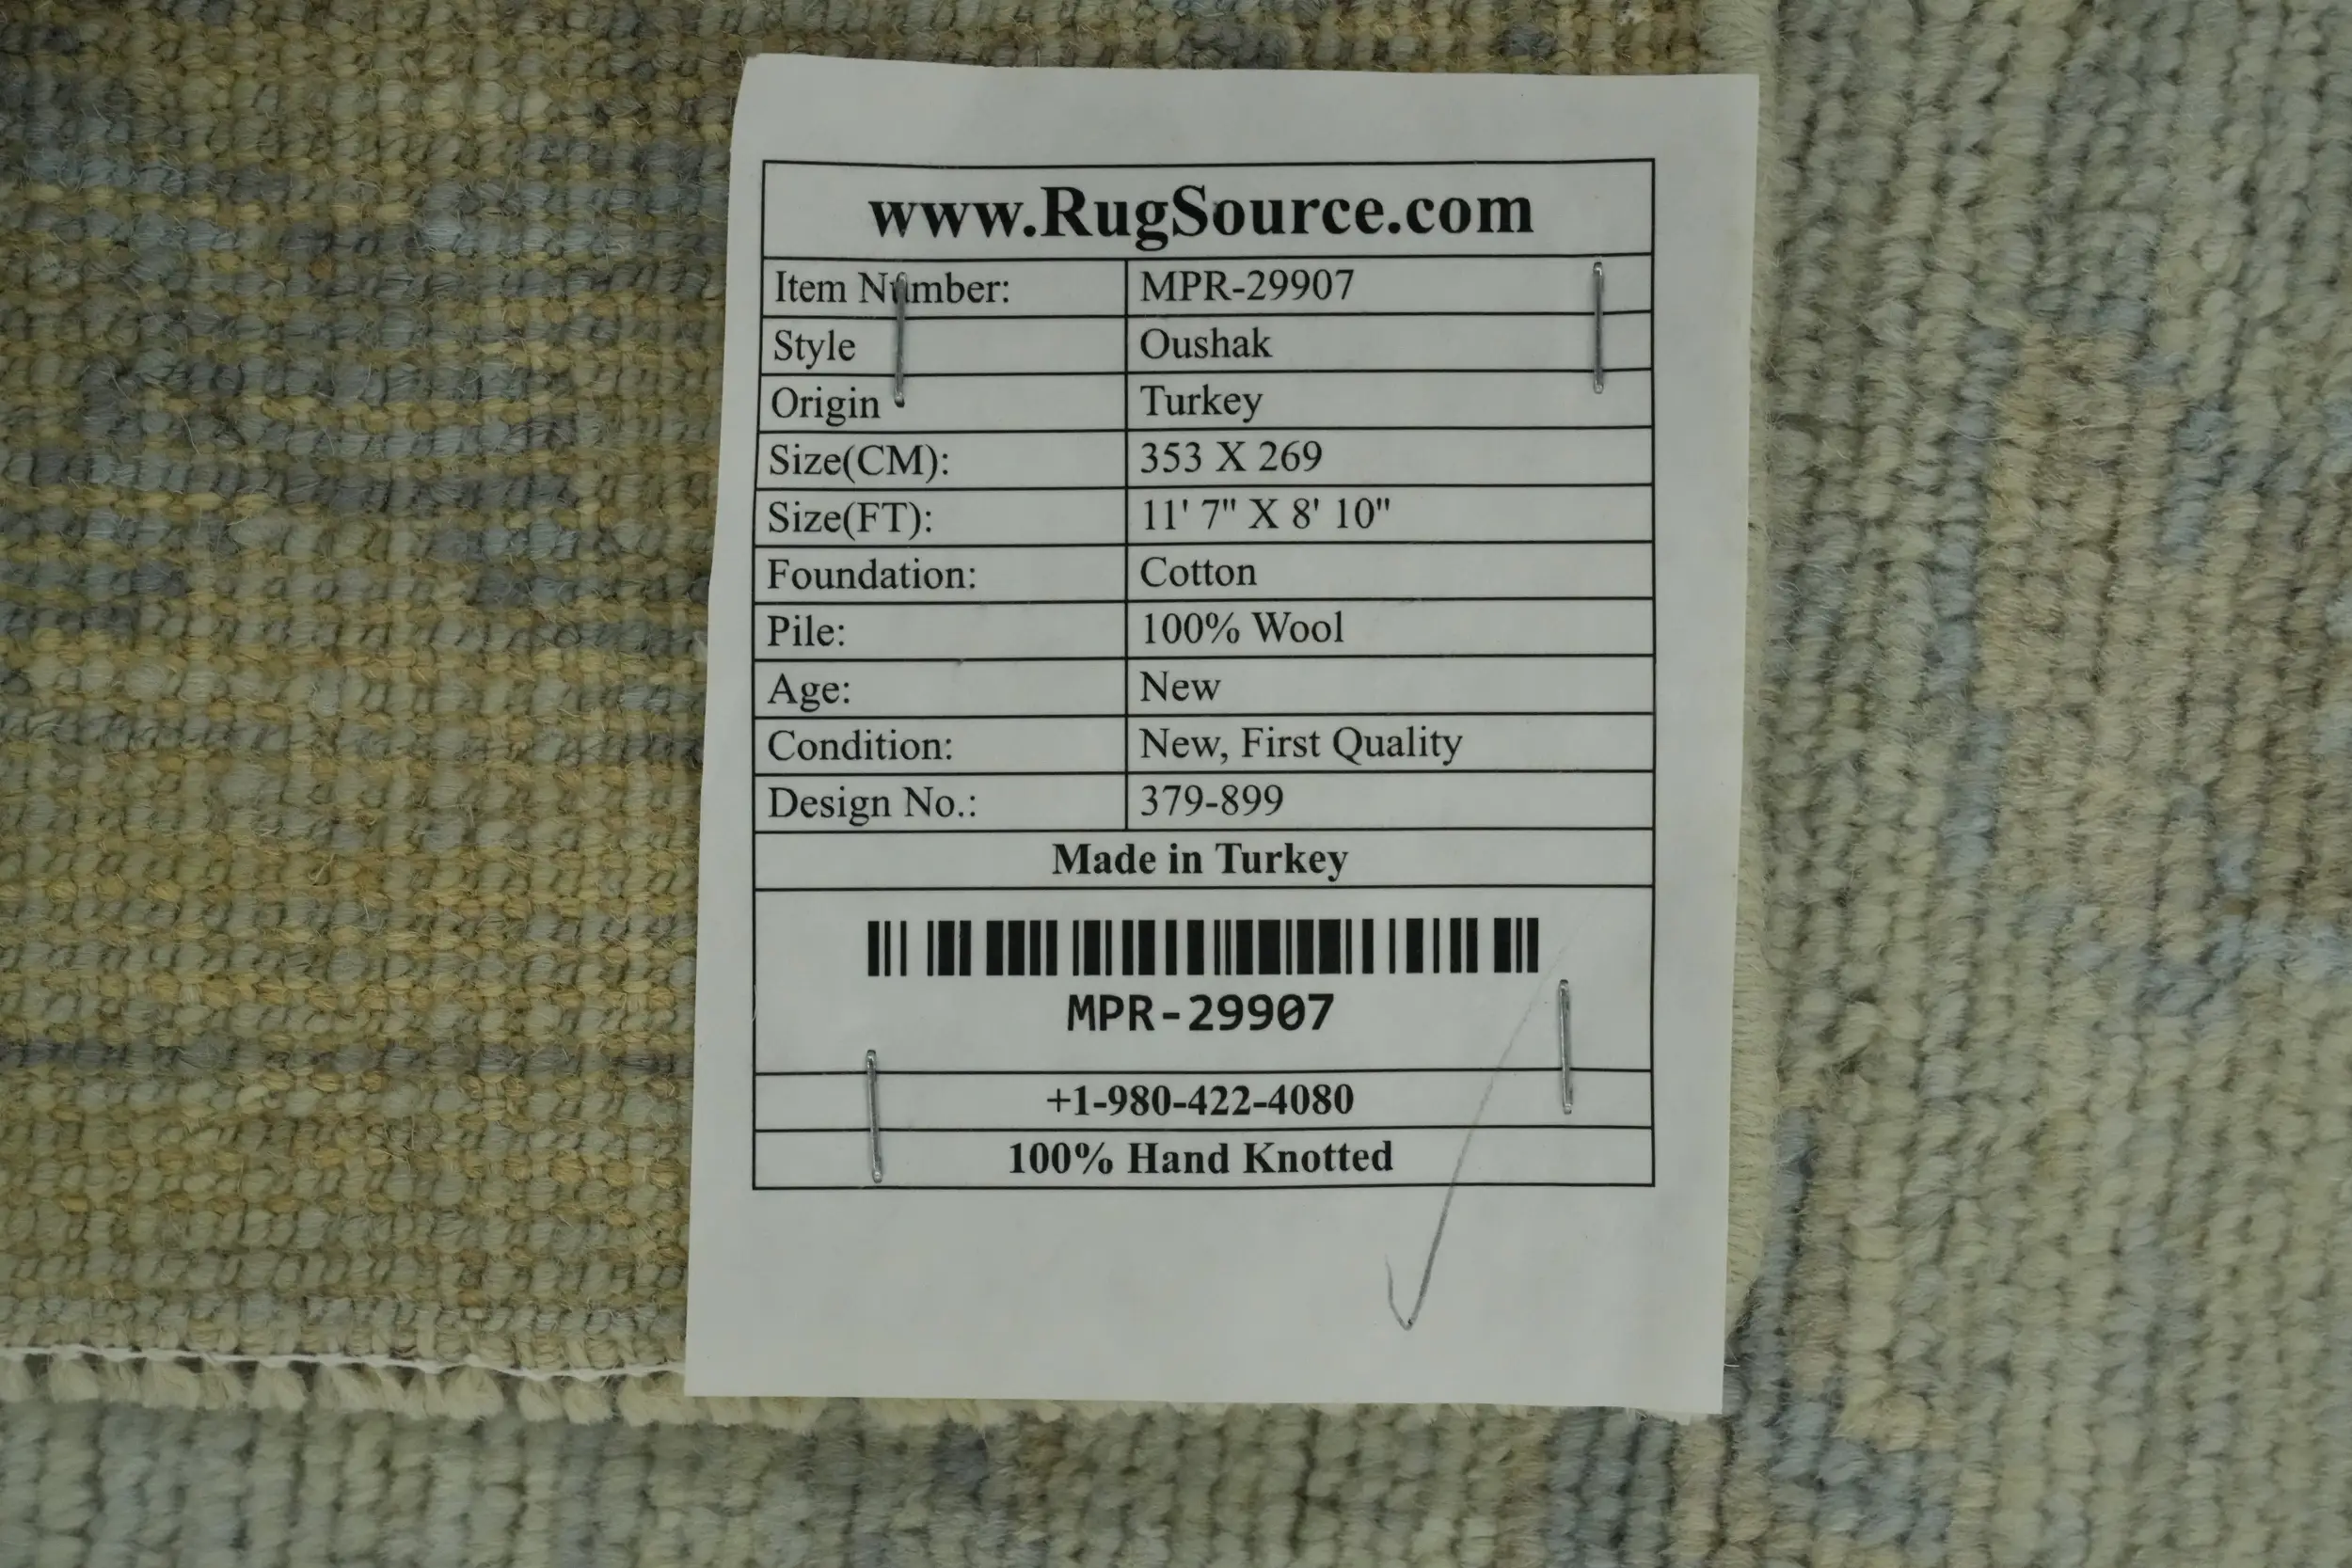 www.RugSource.com
Item Number: MPR-29907
Style Oushak
Origin Turkey
Size(CM): 353 X 269
Size(FT): 11' 7" X 8' 10"
Foundation: Cotton
Pile: 100% Wool
Age: New
Condition: New, First Quality
Design No.: 379-899
Made in Turkey
MPR-29907
+1-980-422-4080
100% Hand Knotted